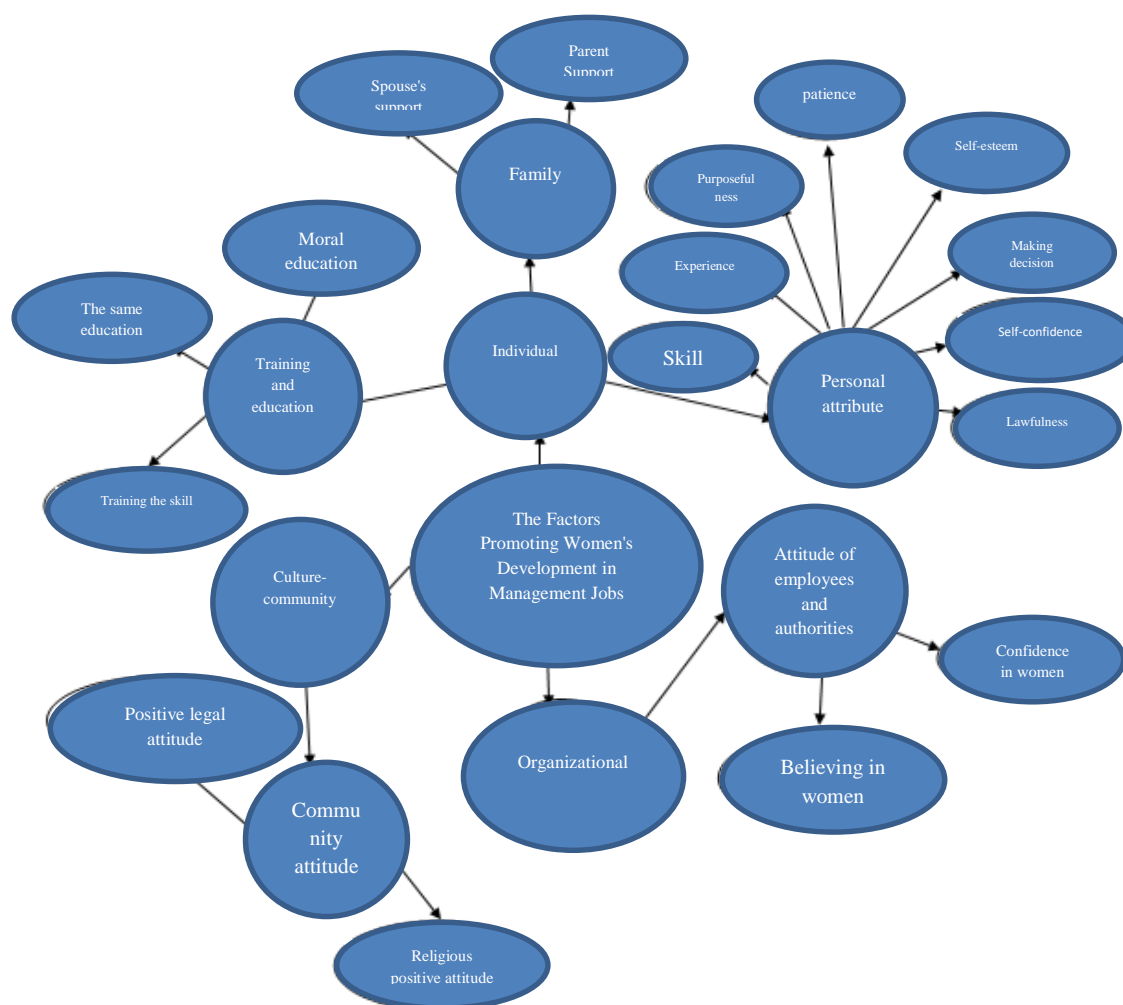 Parent
Support
Spouse's
support
patience
Self-esteem
Family
Purposeful
ness
Moral
education
Making
decision
Experience
The same
education
Individual
Self-confidence
Skill
Training
and
education
Personal
attribute
Lawfulness
Training the skill
The Factors
Promoting Women's
Development in
Management Jobs
Attitude of
employees
and
authorities
Culture-
community
Confidence
in women
Positive legal
attitude
Organizational
Believing in
women
Commu
nity
attitude
Religious
positive attitude